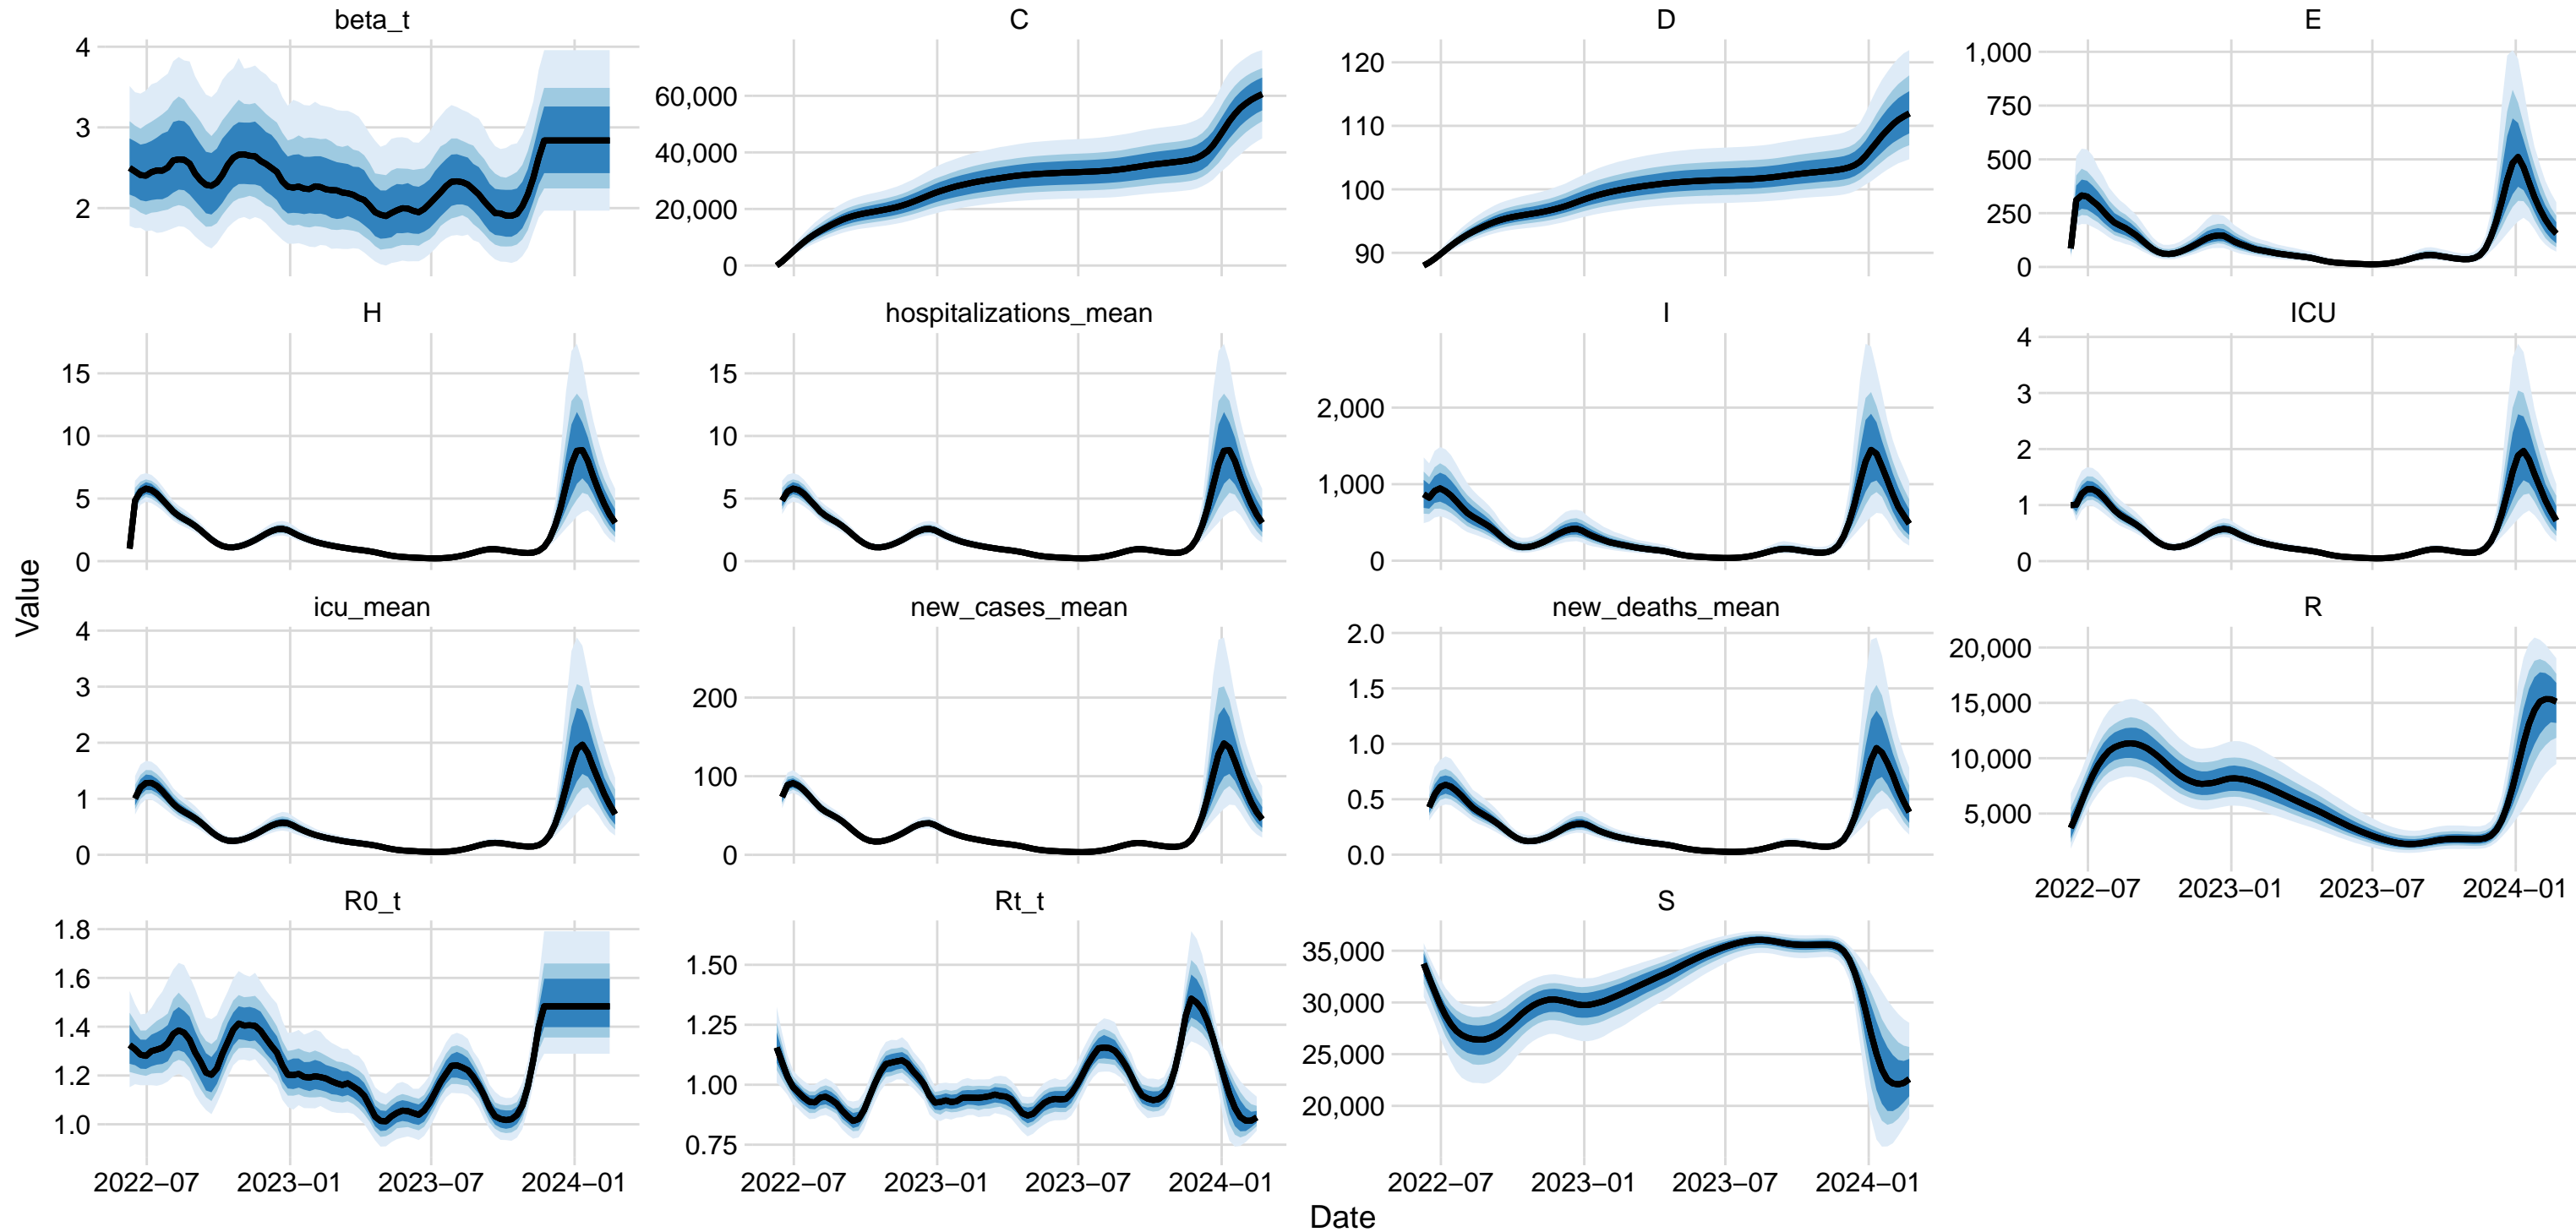 beta_t
C
D
E
4
3
2
60,000
40,000
20,000
0
120
110
100
90
1,000
750
500
250
0
H
hospitalizations_mean
I
ICU
15
10
5
0
15
10
5
0
2,000
1,000
0
4
3
2
1
0
Value
icu_mean
new_cases_mean
new_deaths_mean
R
4
3
2
1
0
200
100
0
2.0
1.5
1.0
0.5
0.0
20,000
15,000
10,000
5,000
2022−07 2023−01 2023−07 2024−01
R0_t
Rt_t
S
1.8
1.6
1.4
1.2
1.0
1.50
1.25
1.00
0.75
35,000
30,000
25,000
20,000
2022−07 2023−01 2023−07 2024−01
2022−07 2023−01 2023−07 2024−01
2022−07 2023−01 2023−07 2024−01
Date